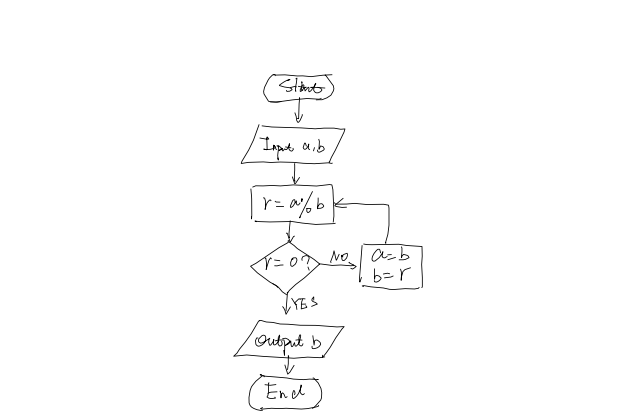 Start
Input a,b
r = a % b
r = 0 ?
NO
a = b
b = r
YES
Output b
End